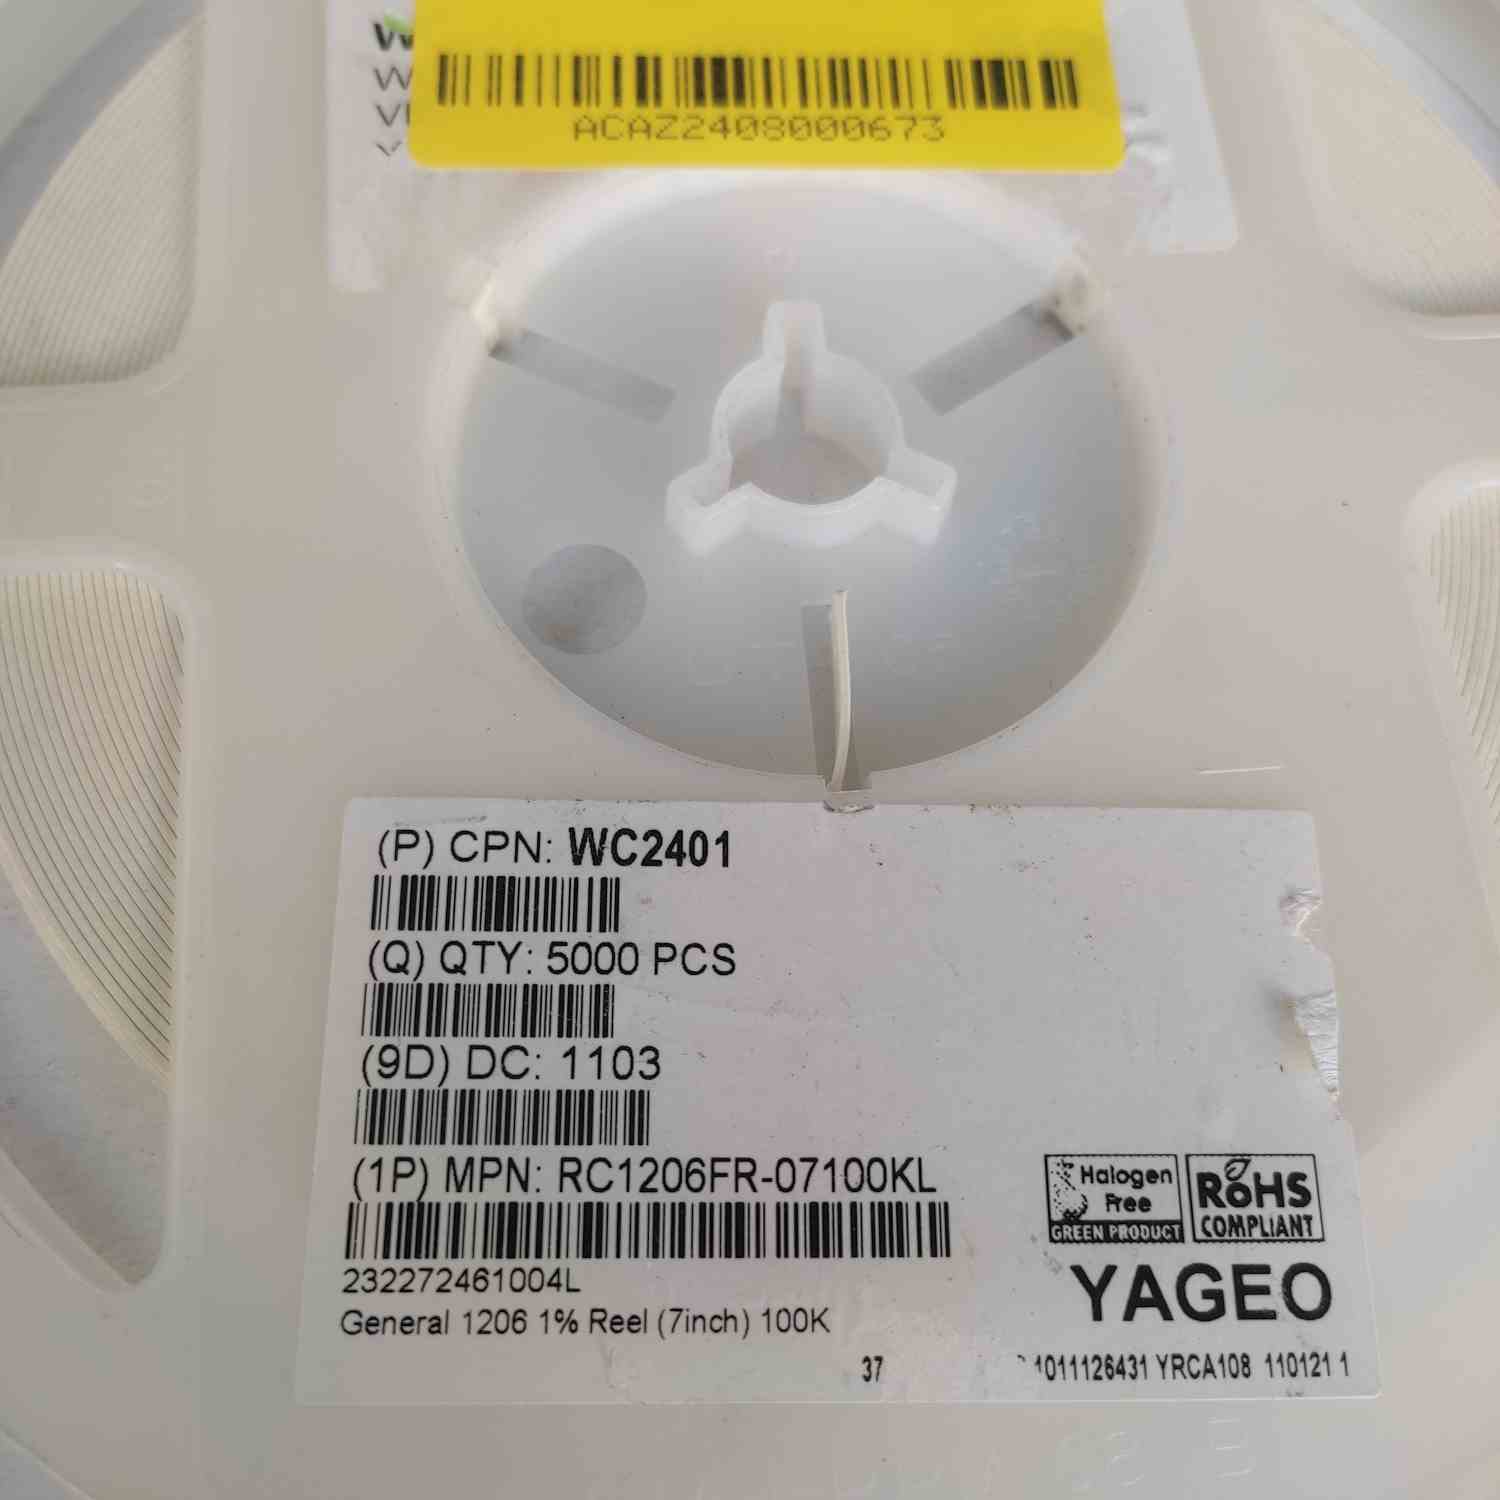 ACAZ2408000673
(P) CPN: WC2401
(Q) QTY: 5000 PCS
(9D) DC: 1103
(1P) MPN: RC1206FR-07100KL
232272461004L
General 1206 1% Reel (7inch) 100K
Halogen
Free
GREEN PRODUCT
RoHS
COMPLIANT
YAGEO
37
1011126431 YRCA108 110121 1